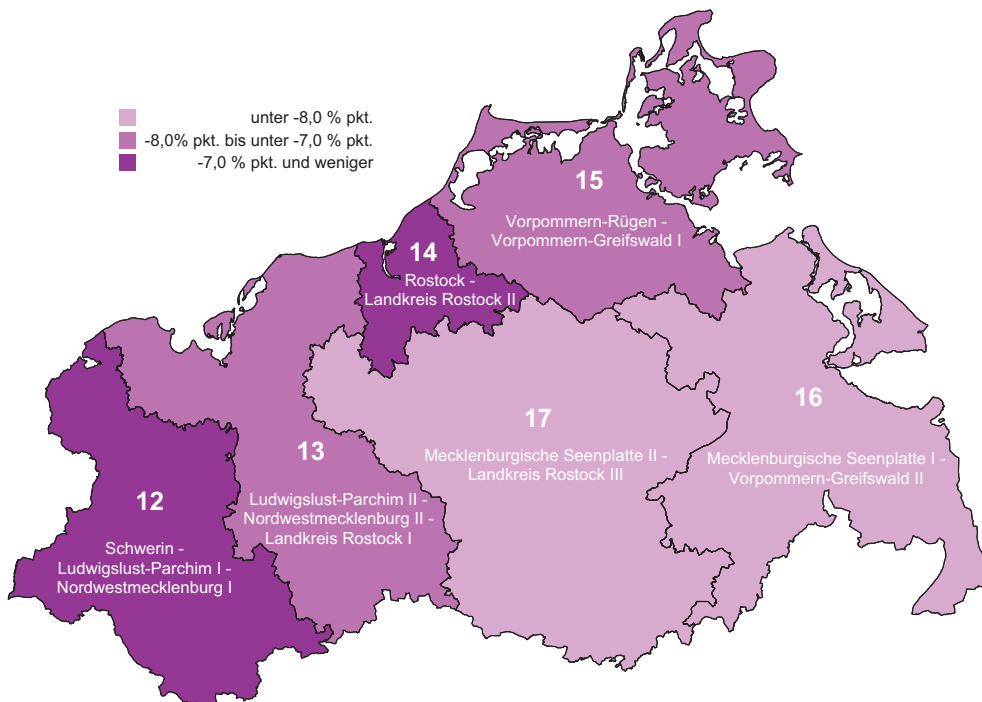 unter -8,0 % pkt.
-8,0% pkt. bis unter -7,0 % pkt.
-7,0 % pkt. und weniger
15
Vorpommern-Rügen -
Vorpommern-Greifswald I
14
Rostock -
Landkreis Rostock II
16
Mecklenburgische Seenplatte I -
Vorpommern-Greifswald II
17
Mecklenburgische Seenplatte II -
Landkreis Rostock III
13
Ludwigslust-Parchim II -
Nordwestmecklenburg II -
Landkreis Rostock I
12
Schwerin -
Ludwigslust-Parchim I -
Nordwestmecklenburg I